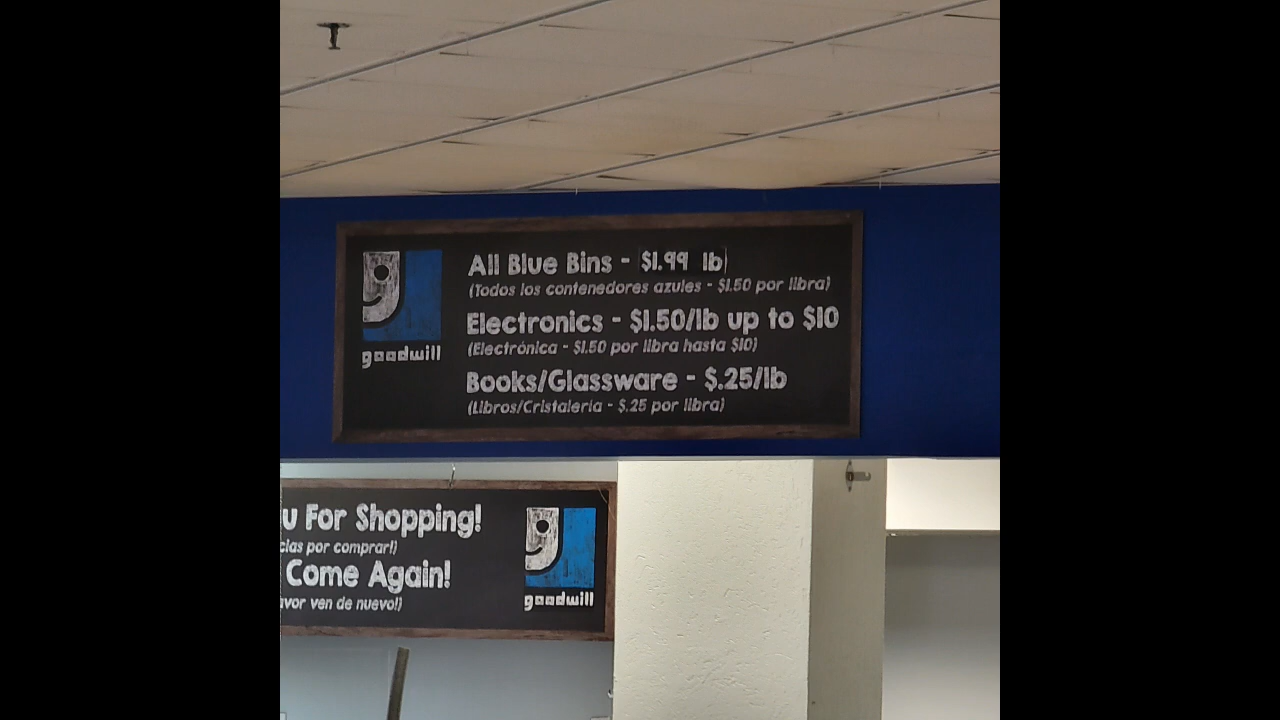 All Blue Bins - $1.99 lb
(Todos los contenedores azules - $1.50 por libra)
Electronics - $1.50/lb up to $10
(Electrónica - $1.50 por libra hasta $10)
Books/Glassware - $.25/lb
(Libros/Cristalería - $.25 por libra)
goodwill
u For Shopping!
cias por comprar!)
Come Again!
avor ven de nuevo!)
goodwill